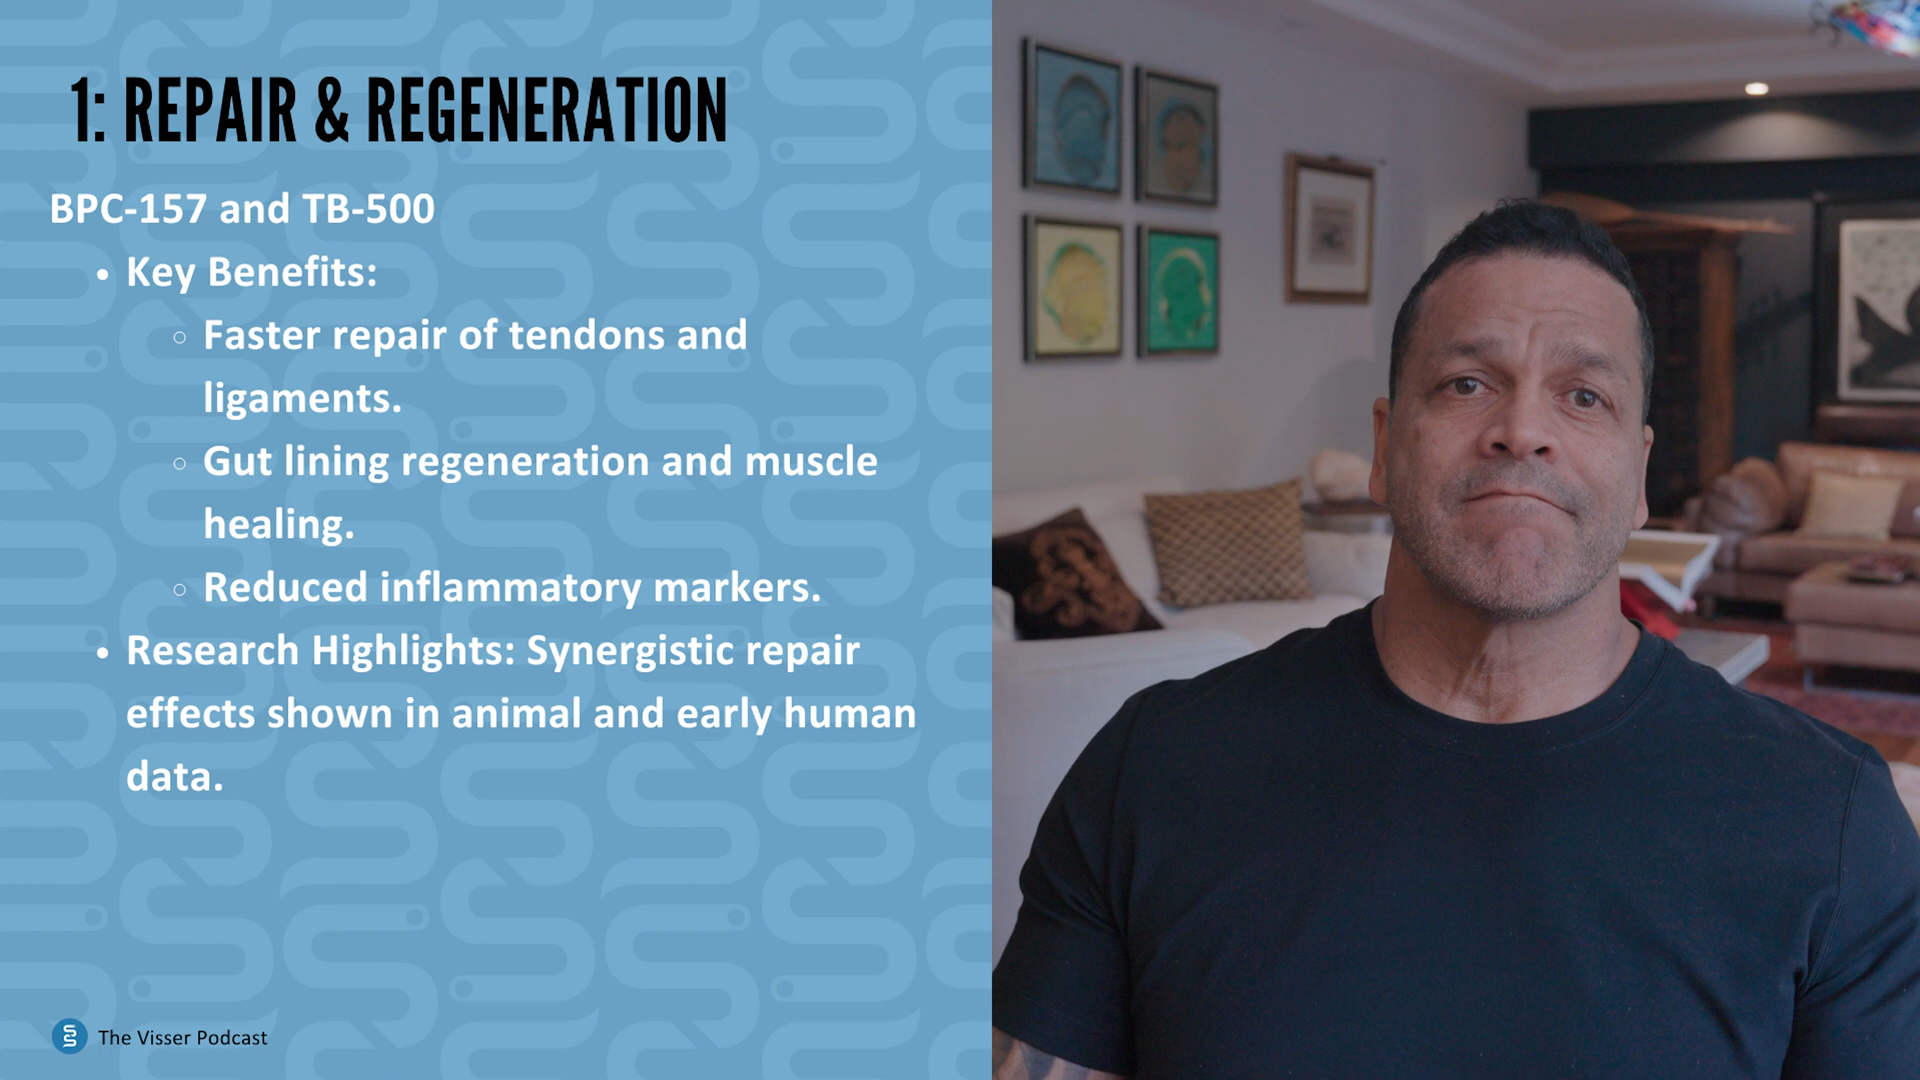 1: REPAIR & REGENERATION
BPC-157 and TB-500
• Key Benefits:
○ Faster repair of tendons and
ligaments.
○ Gut lining regeneration and muscle
healing.
○ Reduced inflammatory markers.
• Research Highlights: Synergistic repair
effects shown in animal and early human
data.
The Visser Podcast